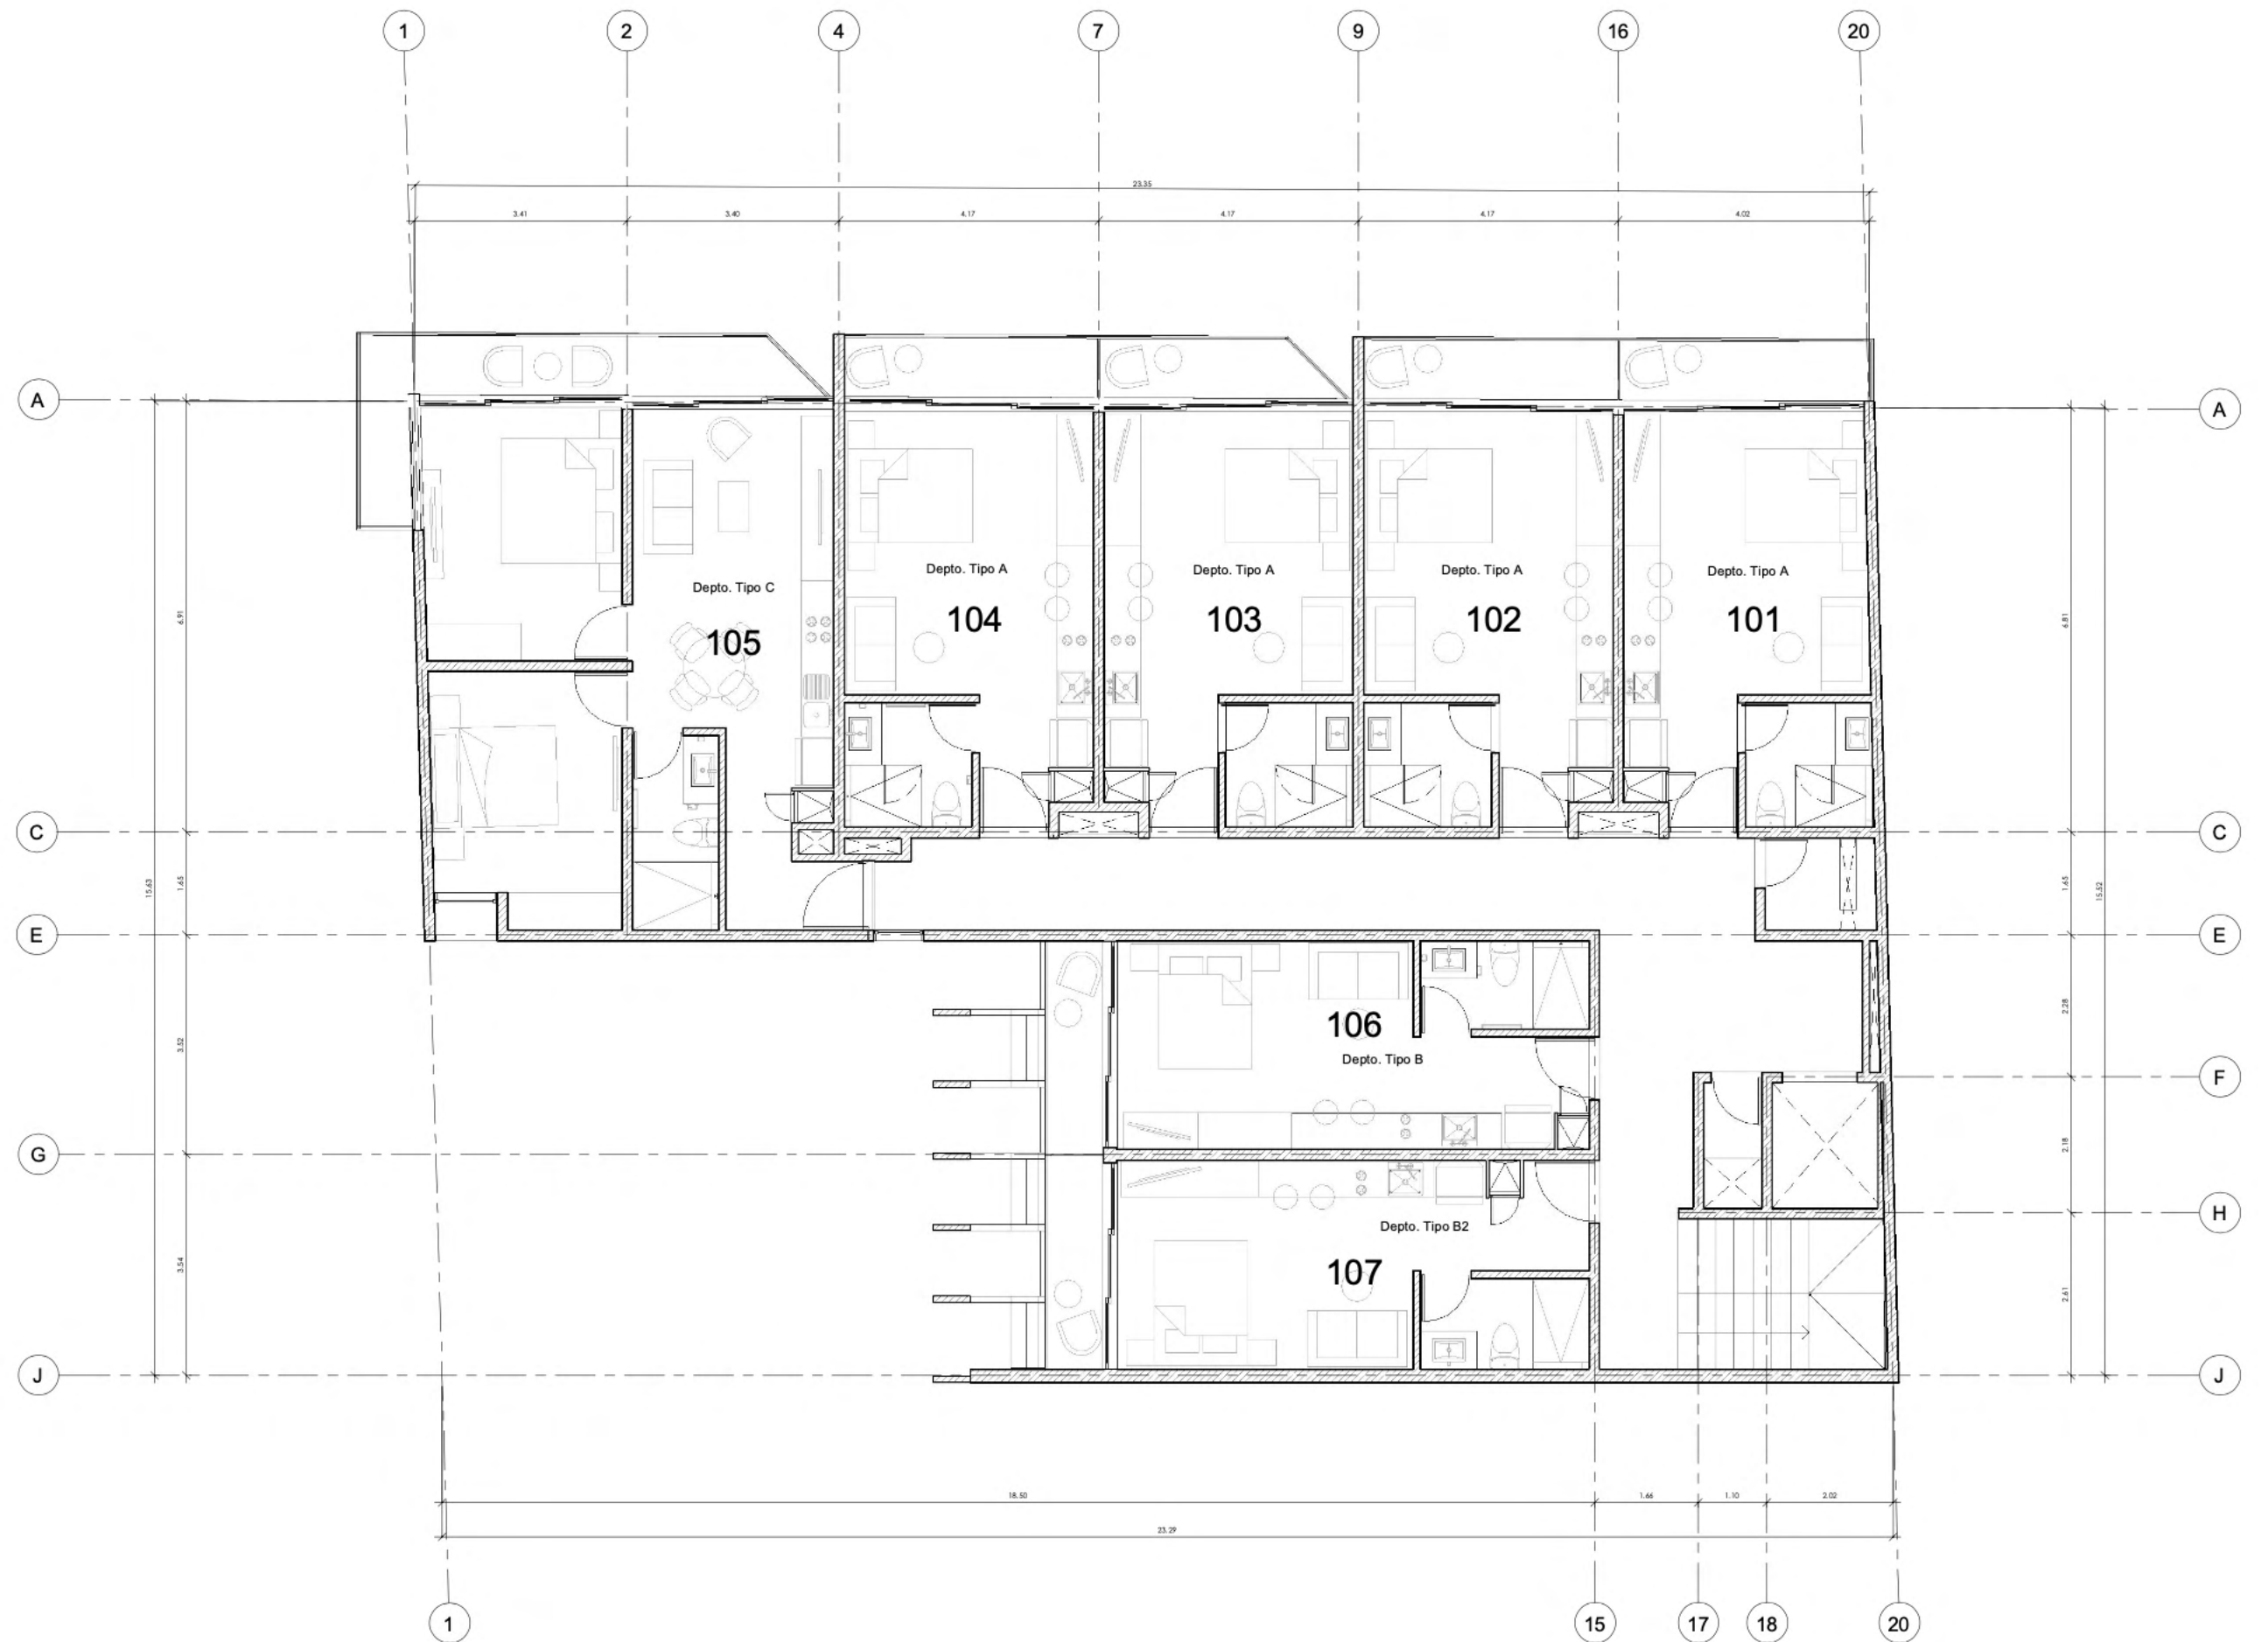 1 2 4 7 9 16 20
23.35
3.41 3.40 4.17 4.17 4.17 4.02
A A
Depto. Tipo C
105
Depto. Tipo A
104
Depto. Tipo A
103
Depto. Tipo A
102
Depto. Tipo A
101
6.91
6.81
C C
15.63
1.65
1.65
15.52
E E
106
Depto. Tipo B
3.52
2.28
F
G
2.18
Depto. Tipo B2
107
H
3.54
2.61
J J
18.50 1.66 1.10 2.02
23.29
1 15 17 18 20